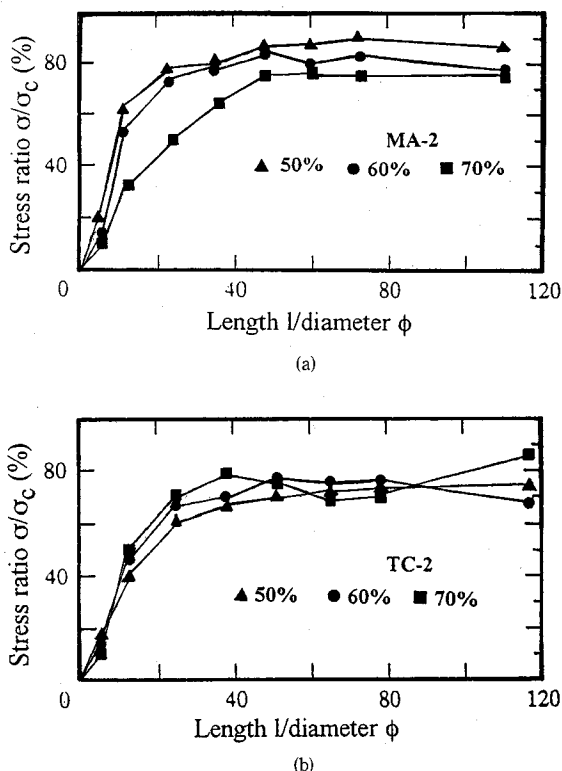 80
40
0
Stress ratio σ/σc (%)
MA-2
▲ 50% ● 60% ■ 70%
0 40 80 120
Length l/diameter ϕ
(a)
80
40
0
Stress ratio σ/σc (%)
TC-2
▲ 50% ● 60% ■ 70%
0 40 80 120
Length l/diameter ϕ
(b)